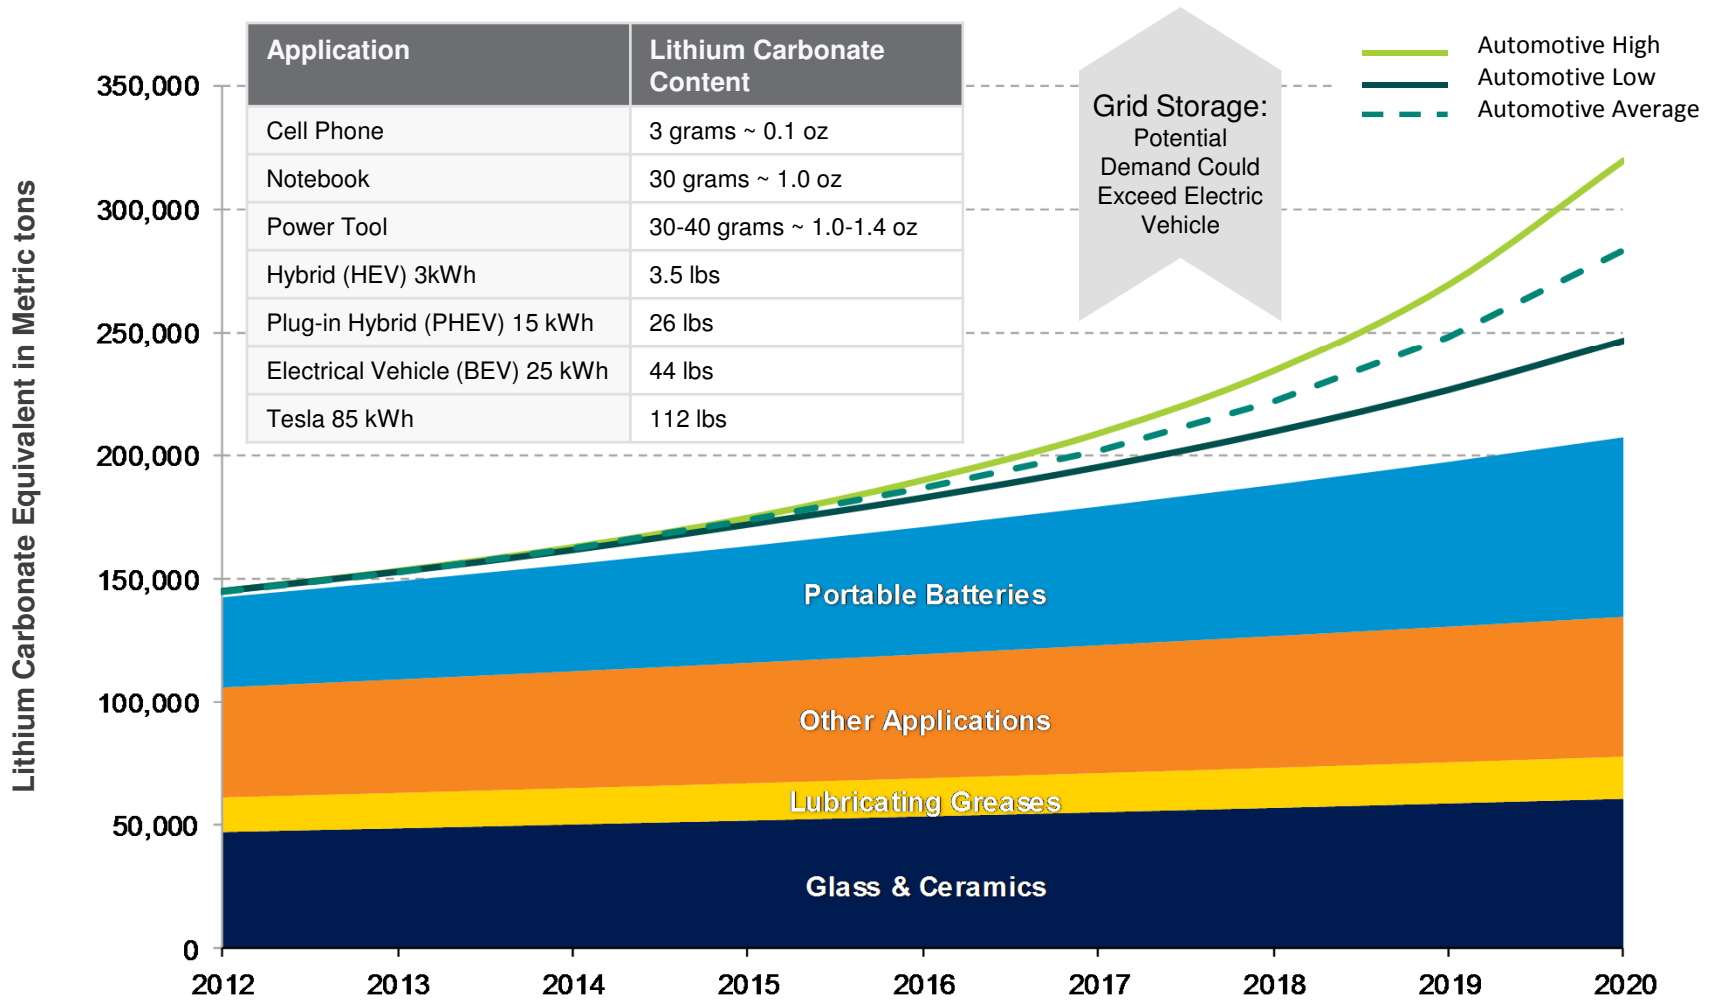 Application
Lithium Carbonate
Content
Cell Phone
3 grams ~ 0.1 oz
Notebook
30 grams ~ 1.0 oz
Power Tool
30-40 grams ~ 1.0-1.4 oz
Hybrid (HEV) 3kWh
3.5 lbs
Plug-in Hybrid (PHEV) 15 kWh
26 lbs
Electrical Vehicle (BEV) 25 kWh
44 lbs
Tesla 85 kWh
112 lbs
Grid Storage:
Potential
Demand Could
Exceed Electric
Vehicle
Automotive High
Automotive Low
Automotive Average
Lithium Carbonate Equivalent in Metric tons
350,000
300,000
250,000
200,000
150,000
100,000
50,000
0
Portable Batteries
Other Applications
Lubricating Greases
Glass & Ceramics
2012
2013
2014
2015
2016
2017
2018
2019
2020